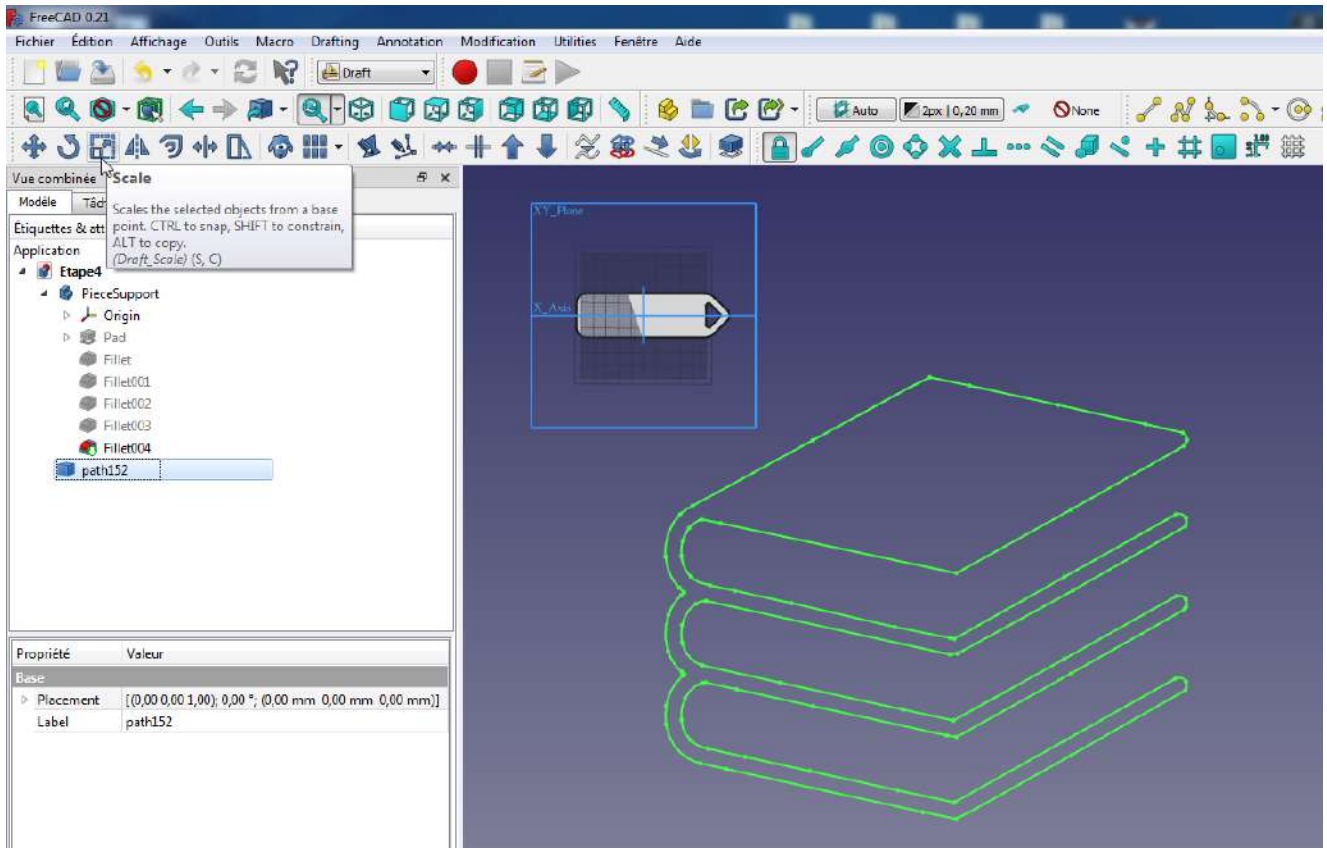 FreeCAD 0.21
Fichier Édition Affichage Outils Macro Drafting Annotation Modification Utilities Fenêtre Aide
Draft
Auto 2px | 0,20 mm None
Vue combinée
Scale
Modèle
Scales the selected objects from a base
point. CTRL to snap, SHIFT to constrain,
ALT to copy.
(Draft_Scale) (S, C)
Étiquettes & att
Application
Etape4
PieceSupport
Origin
Pad
Fillet
Fillet001
Fillet002
Fillet003
Fillet004
path152
XY_Plane
X_Axis
Propriété Valeur
Base
Placement [(0,00 0,00 1,00); 0,00 °; (0,00 mm 0,00 mm 0,00 mm)]
Label path152